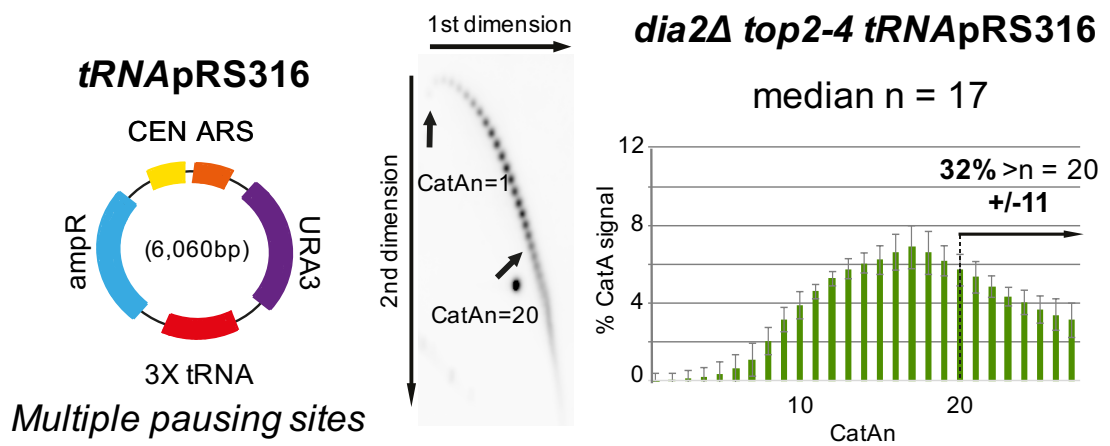 tRNApRS316
CEN ARS
ampR
(6,060bp)
URA3
3X tRNA
Multiple pausing sites
1st dimension
2nd dimension
CatAn=1
CatAn=20
dia2Δ top2-4 tRNApRS316
median n = 17
% CatA signal
12
8
4
0
32% >n = 20
+/-11
10
20
CatAn